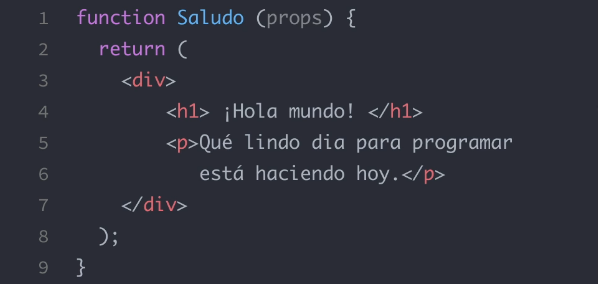 1 function Saludo (props) {
2 return (
3 <div>
4 <h1> ¡Hola mundo! </h1>
5 <p>Qué lindo dia para programar
6 está haciendo hoy.</p>
7 </div>
8 );
9 }